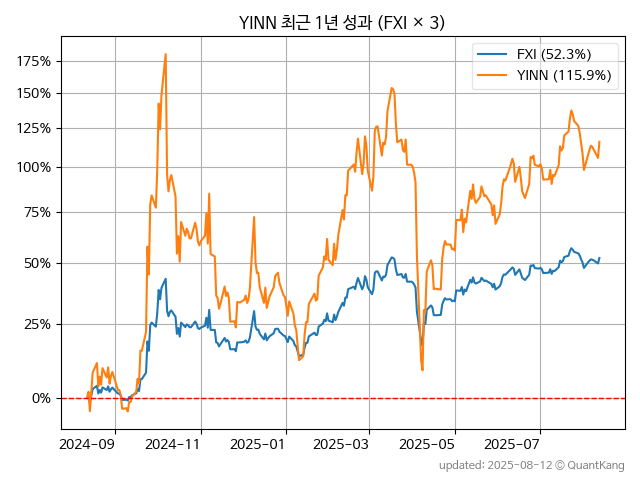 YINN 최근 1년 성과 (FXI × 3)
FXI (52.3%)
YINN (115.9%)
175%
150%
125%
100%
75%
50%
25%
0%
2024-09 2024-11 2025-01 2025-03 2025-05 2025-07
updated: 2025-08-12 © QuantKang